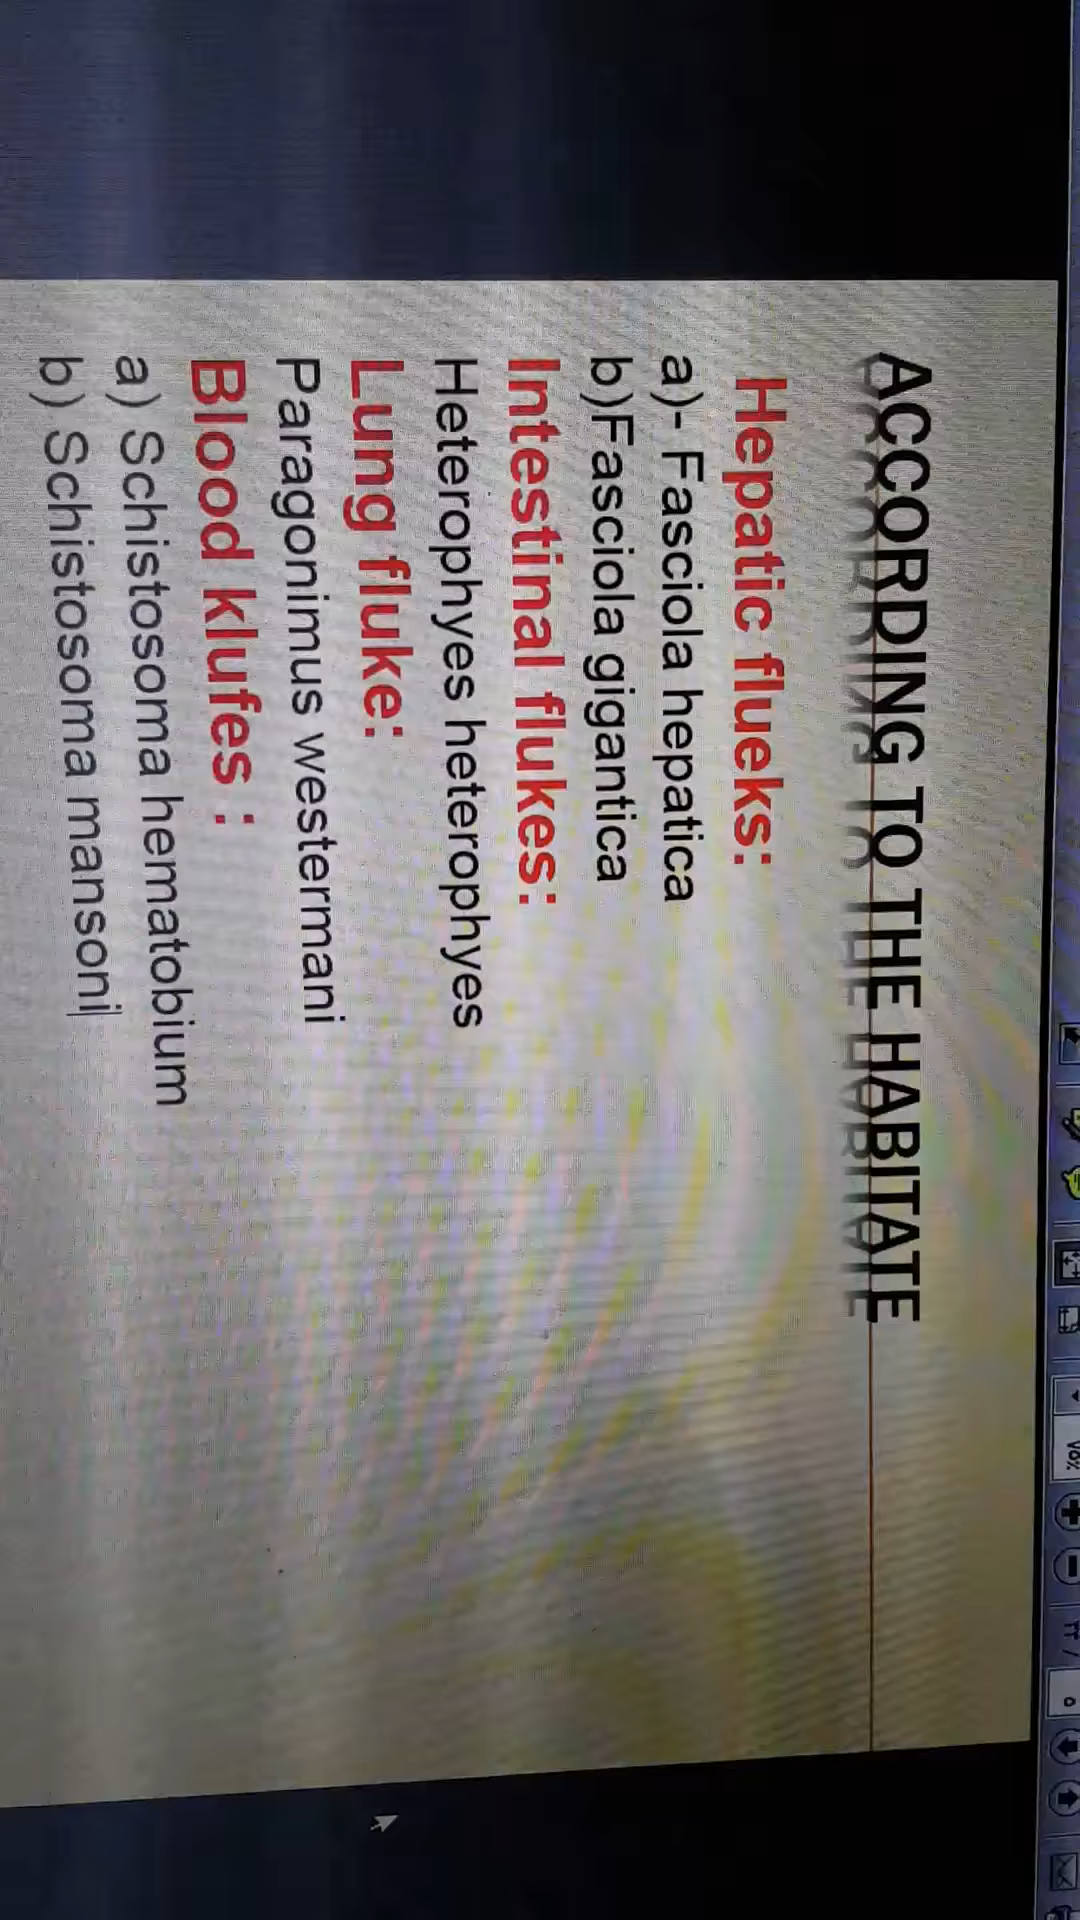 ACCORDING TO THE HABITATE
Hepatic flueks:
a)- Fasciola hepatica
b)Fasciola gigantica
Intestinal flukes:
Heterophyes heterophyes
Lung fluke:
Paragonimus westermani
Blood klufes :
a) Schistosoma hematobium
b) Schistosoma mansoni